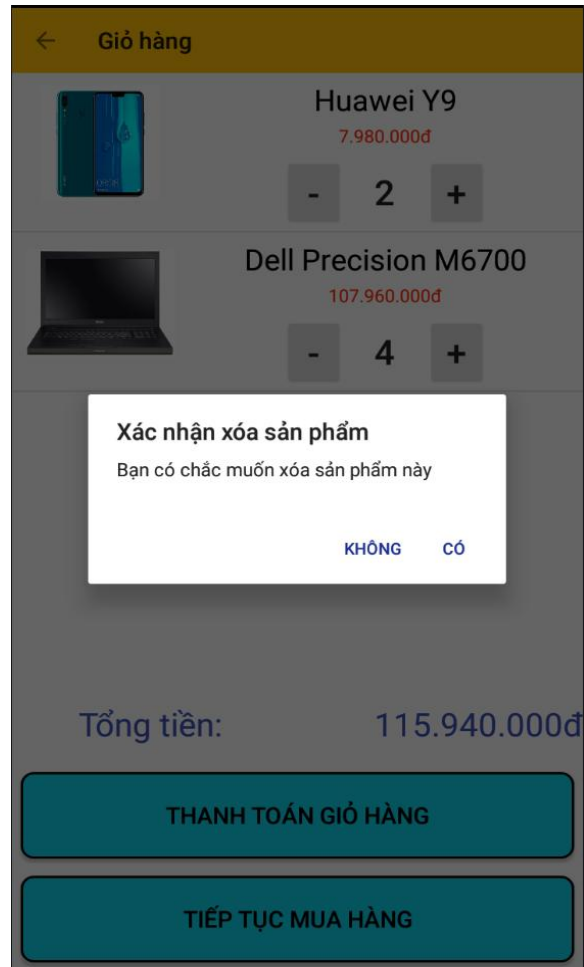 Giỏ hàng
Huawei Y9
7.980.000đ
- 2 +
Dell Precision M6700
107.960.000đ
- 4 +
Xác nhận xóa sản phẩm
Bạn có chắc muốn xóa sản phẩm này
KHÔNG CÓ
Tổng tiền: 115.940.000đ
THANH TOÁN GIỎ HÀNG
TIẾP TỤC MUA HÀNG